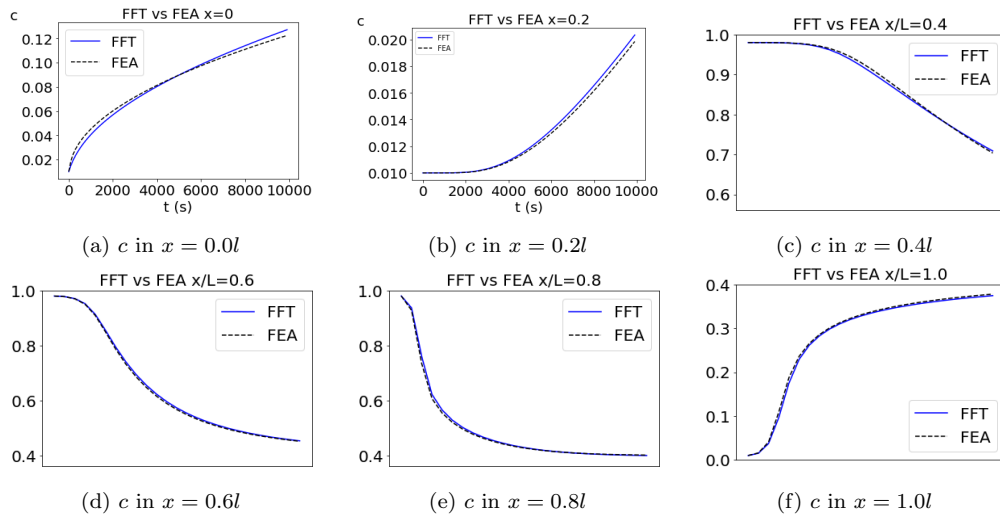 c
FFT vs FEA x=0
FFT
FEA
0.12
0.10
0.08
0.06
0.04
0.02
0 2000 4000 6000 8000 10000
t (s)
(a) c in x = 0.0l
FFT vs FEA x=0.2
c
FFT
FEA
0.020
0.018
0.016
0.014
0.012
0.010
0 2000 4000 6000 8000 10000
t (s)
(b) c in x = 0.2l
FFT vs FEA x/L=0.4
1.0
0.9
0.8
0.7
0.6
FFT
FEA
(c) c in x = 0.4l
FFT vs FEA x/L=0.6
1.0
0.8
0.6
0.4
FFT
FEA
(d) c in x = 0.6l
FFT vs FEA x/L=0.8
1.0
0.8
0.6
0.4
FFT
FEA
(e) c in x = 0.8l
FFT vs FEA x/L=1.0
0.4
0.3
0.2
0.1
0.0
FFT
FEA
(f) c in x = 1.0l